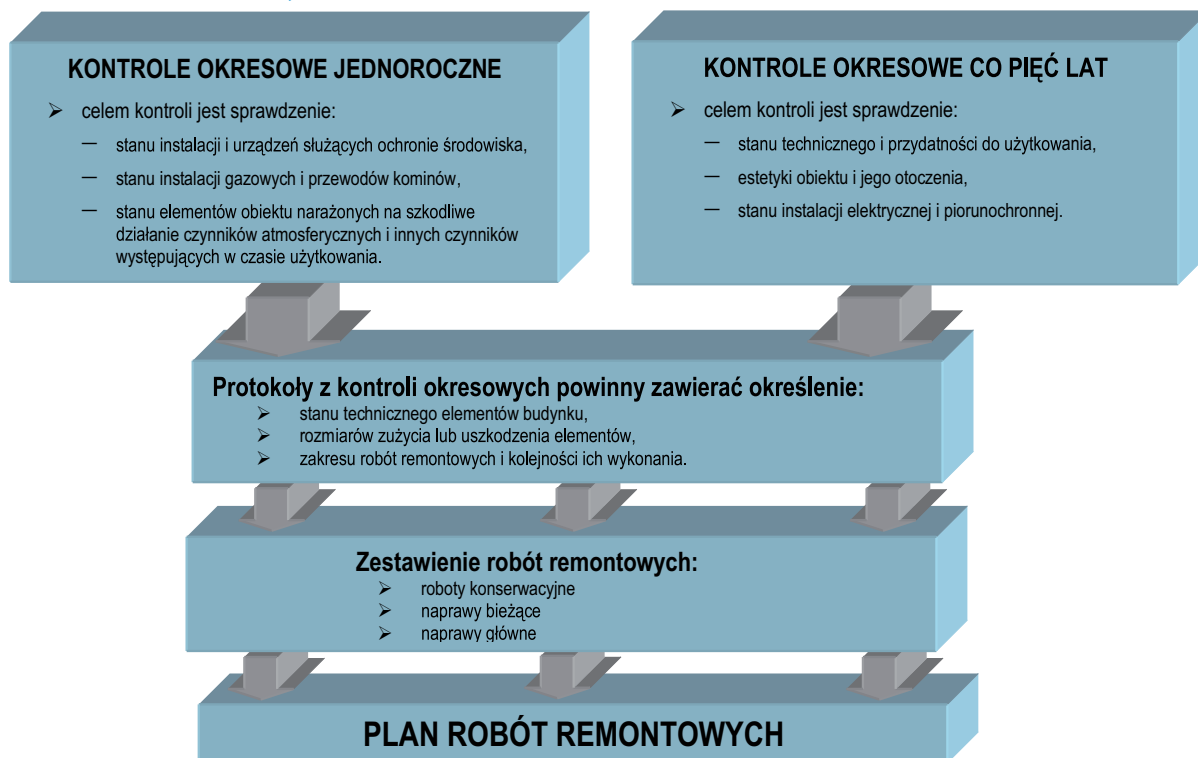 KONTROLE OKRESOWE JEDNOROCZNE
➢ celem kontroli jest sprawdzenie:
— stanu instalacji i urządzeń służących ochronie środowiska,
— stanu instalacji gazowych i przewodów kominów,
— stanu elementów obiektu narażonych na szkodliwe
działanie czynników atmosferycznych i innych czynników
występujących w czasie użytkowania.
KONTROLE OKRESOWE CO PIĘĆ LAT
➢ celem kontroli jest sprawdzenie:
— stanu technicznego i przydatności do użytkowania,
— estetyki obiektu i jego otoczenia,
— stanu instalacji elektrycznej i piorunochronnej.
Protokoły z kontroli okresowych powinny zawierać określenie:
➢ stanu technicznego elementów budynku,
➢ rozmiarów zużycia lub uszkodzenia elementów,
➢ zakresu robót remontowych i kolejności ich wykonania.
Zestawienie robót remontowych:
➢ roboty konserwacyjne
➢ naprawy bieżące
➢ naprawy główne
PLAN ROBÓT REMONTOWYCH